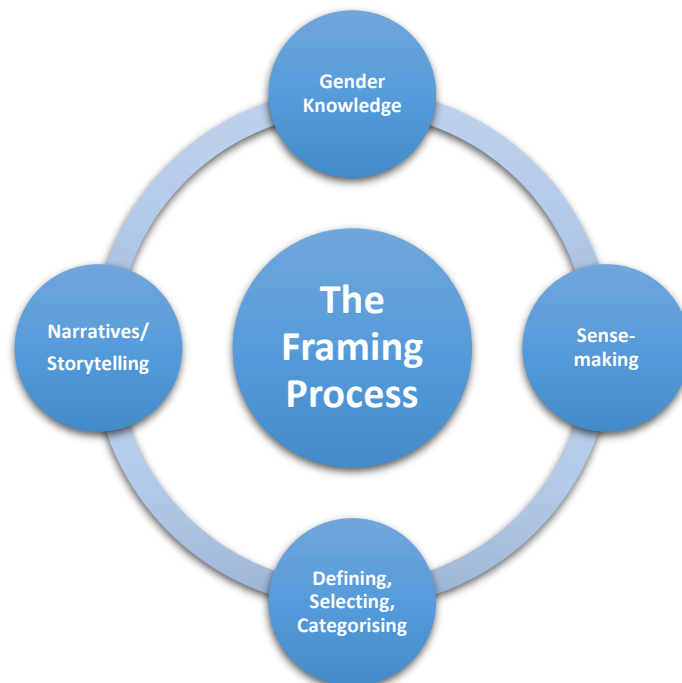 Gender
Knowledge
The
Framing
Process
Narratives/
Storytelling
Sense-
making
Defining,
Selecting,
Categorising